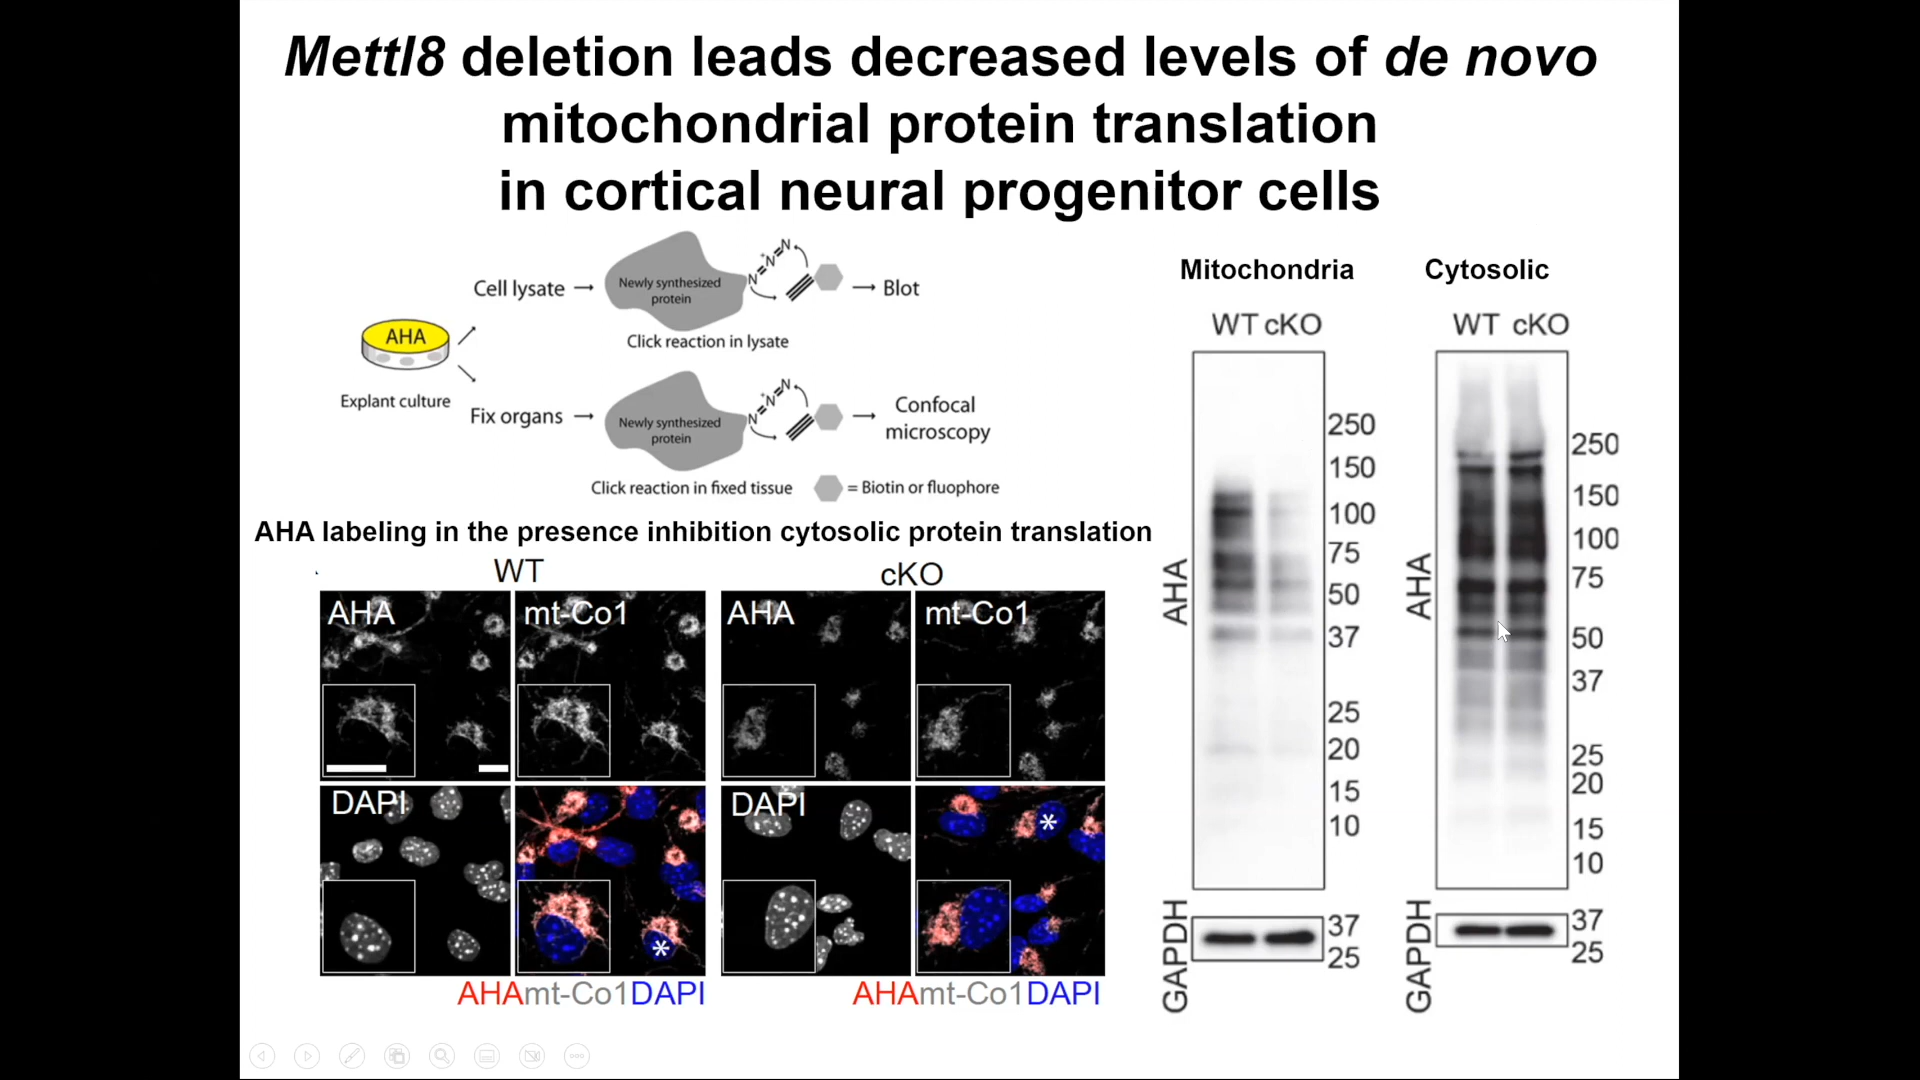 Mettl8 deletion leads decreased levels of de novo
mitochondrial protein translation
in cortical neural progenitor cells
Cell lysate
Newly synthesized
protein
N
N
N
+
Blot
Click reaction in lysate
AHA
Explant culture
Fix organs
Newly synthesized
protein
N
N
N
+
Confocal
microscopy
Click reaction in fixed tissue
= Biotin or fluophore
AHA labeling in the presence inhibition cytosolic protein translation
WT
cKO
AHA
mt-Co1
AHA
mt-Co1
DAPI
DAPI
*
*
AHAmt-Co1DAPI
AHAmt-Co1DAPI
Mitochondria
WT cKO
AHA
250
150
100
75
50
37
25
20
15
10
GAPDH
37
25
Cytosolic
WT cKO
AHA
250
150
100
75
50
37
25
20
15
10
GAPDH
37
25